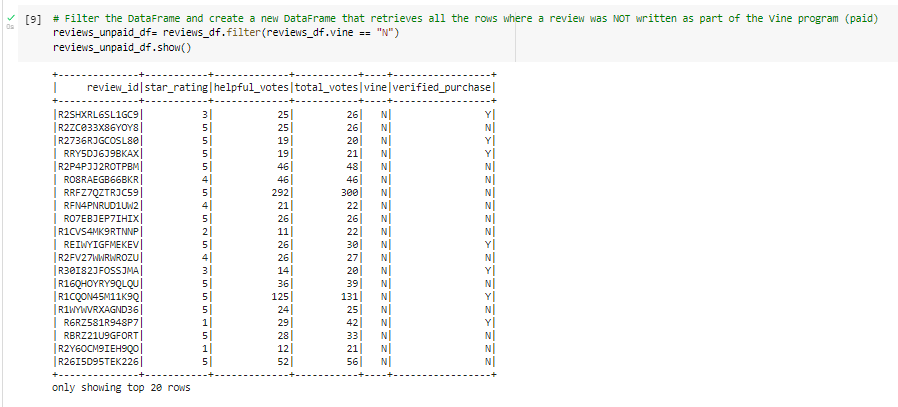 [9] # Filter the DataFrame and create a new DataFrame that retrieves all the rows where a review was NOT written as part of the Vine program (paid)
0s reviews_unpaid_df= reviews_df.filter(reviews_df.vine == "N")
reviews_unpaid_df.show()
+--------------+-----------+-------------+-----------+----+-----------------+
|     review_id|star_rating|helpful_votes|total_votes|vine|verified_purchase|
+--------------+-----------+-------------+-----------+----+-----------------+
|R2SHXRL6SL1GC9|          3|           25|         26|   N|                Y|
|R2ZC033X86YOY8|          5|           25|         26|   N|                N|
|R2736RJGCOSL80|          5|           19|         20|   N|                Y|
| RRY5DJ6J9BKAX|          5|           19|         21|   N|                Y|
|R2P4PJJ2ROTPBM|          5|           46|         48|   N|                N|
| RO8RAEGB66BKR|          4|           46|         46|   N|                N|
| RRFZ7QZTRJC59|          5|          292|        300|   N|                N|
| RFN4PNRUD1UW2|          4|           21|         22|   N|                N|
| RO7EBJEP7IHIX|          5|           26|         26|   N|                N|
|R1CVS4MK9RTNNP|          2|           11|         22|   N|                N|
| REIWYIGFMEKEV|          5|           26|         30|   N|                Y|
|R2FV27WWRWROZU|          4|           26|         27|   N|                N|
|R30I82JFOSSJMA|          3|           14|         20|   N|                Y|
|R16QHOYRY9QLQU|          5|           36|         39|   N|                N|
|R1CQON45M11K9Q|          5|          125|        131|   N|                Y|
|R1WYWVRXAGND36|          5|           24|         25|   N|                N|
| R6RZ581R948P7|          1|           29|         42|   N|                Y|
| RBRZ21U9GFORT|          5|           28|         33|   N|                N|
|R2Y6OCM9IEH9QO|          1|           12|         21|   N|                N|
|R26I5D95TEK226|          5|           52|         56|   N|                N|
+--------------+-----------+-------------+-----------+----+-----------------+
only showing top 20 rows